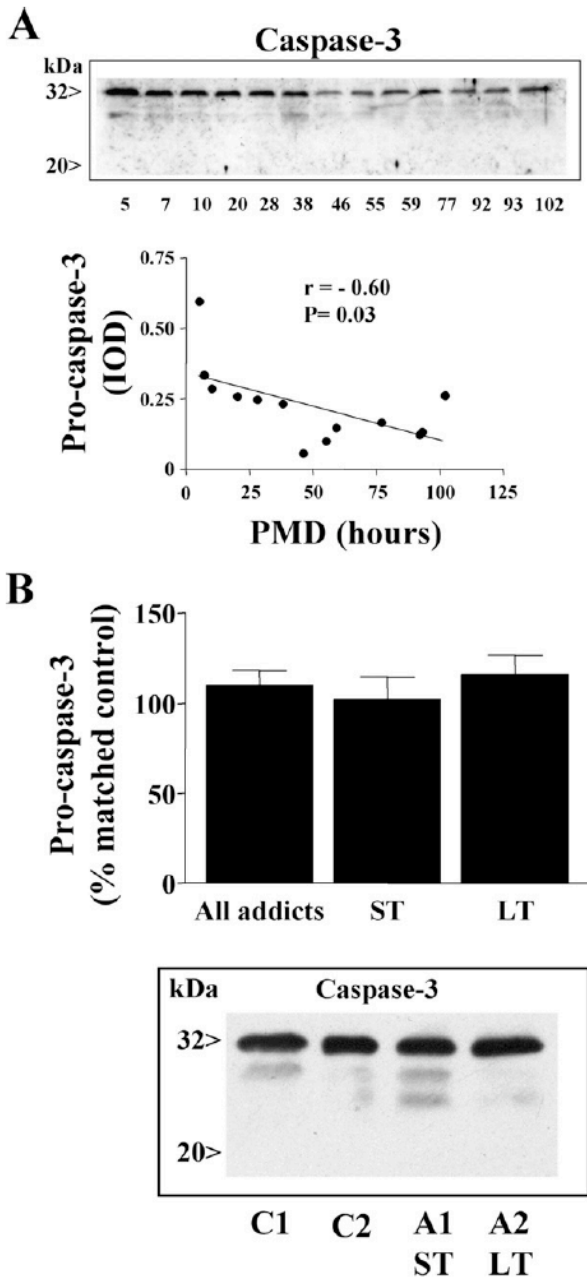 A
Caspase-3
kDa
32>
20>
5 7 10 20 28 38 46 55 59 77 92 93 102
Pro-caspase-3
(IOD)
0.75
0.50
0.25
0
r = - 0.60
P= 0.03
0 25 50 75 100 125
PMD (hours)
B
Pro-caspase-3
(% matched control)
150
100
50
0
All addicts ST LT
kDa Caspase-3
32>
20>
C1 C2 A1 A2
ST LT